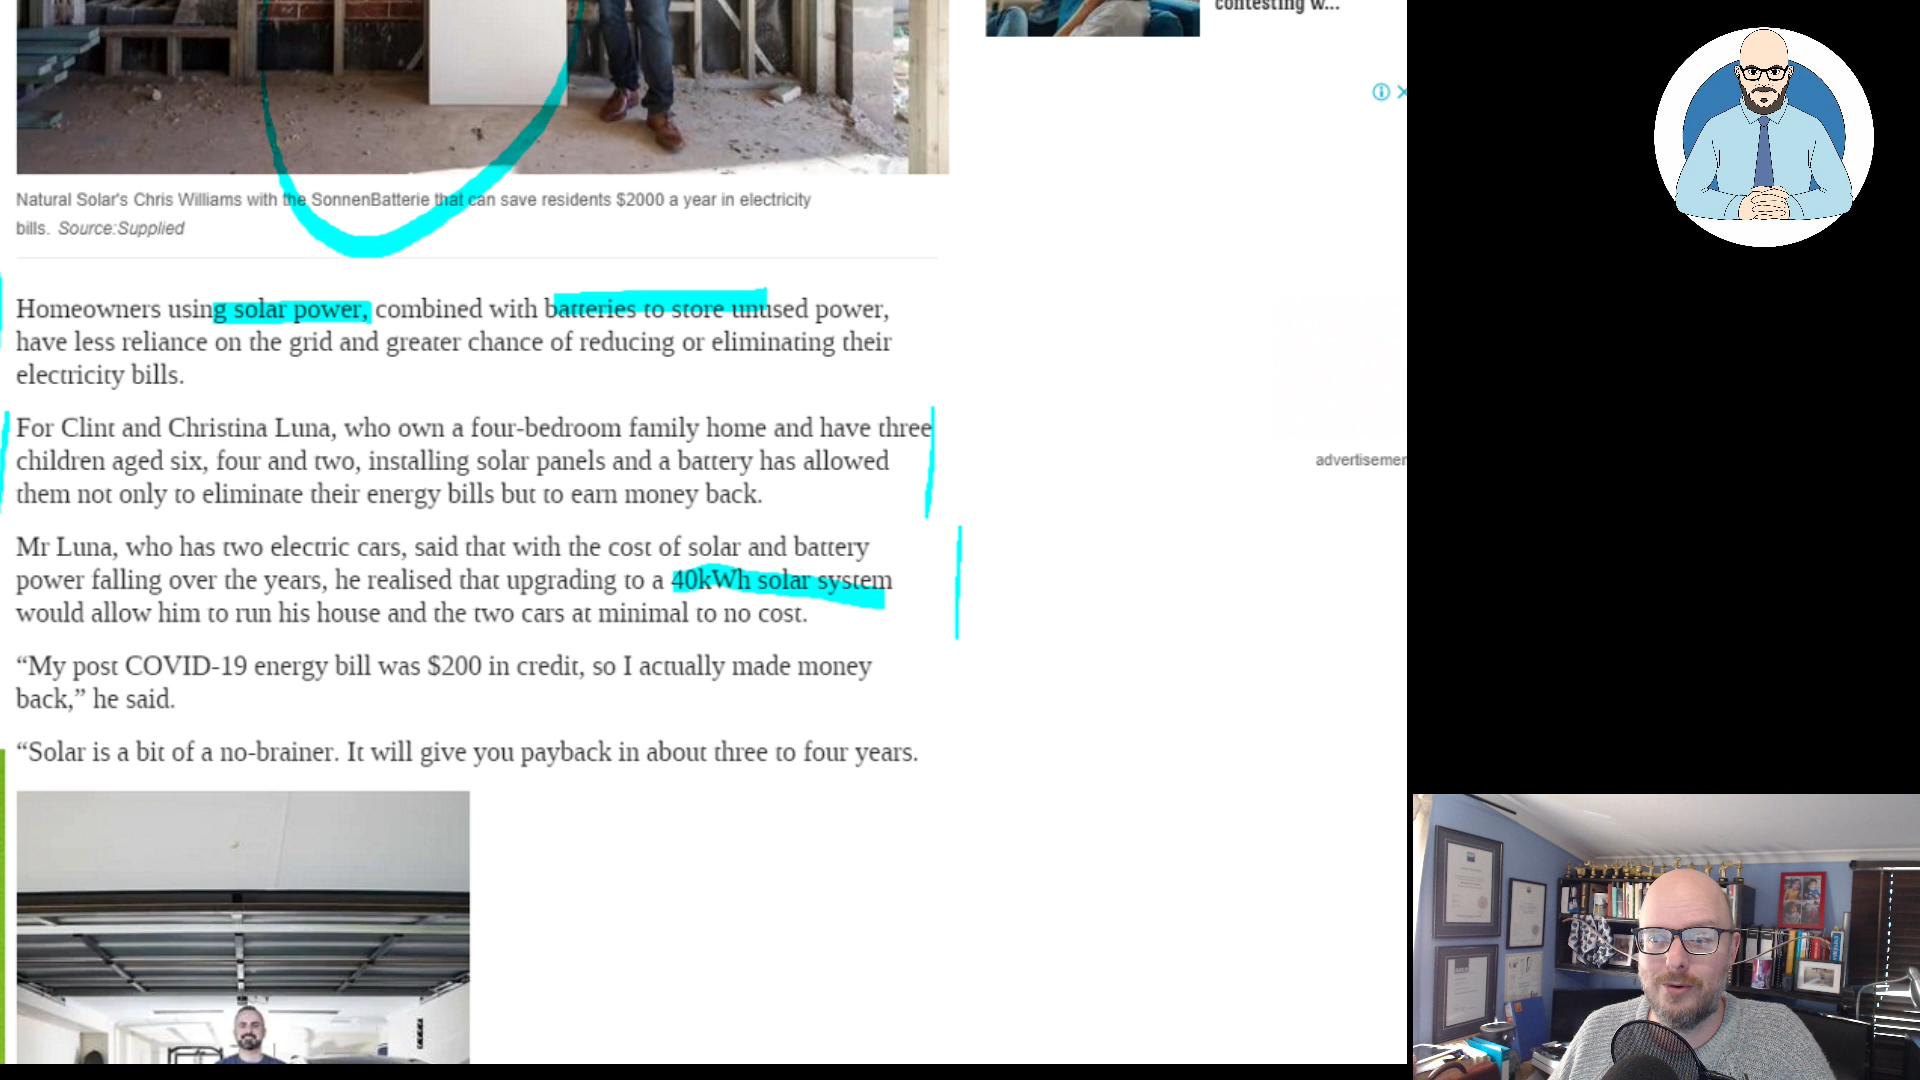 contesting w...
Natural Solar's Chris Williams with the SonnenBatterie that can save residents $2000 a year in electricity
bills. Source:Supplied
Homeowners using solar power, combined with batteries to store unused power,
have less reliance on the grid and greater chance of reducing or eliminating their
electricity bills.
For Clint and Christina Luna, who own a four-bedroom family home and have three
children aged six, four and two, installing solar panels and a battery has allowed
them not only to eliminate their energy bills but to earn money back.
Mr Luna, who has two electric cars, said that with the cost of solar and battery
power falling over the years, he realised that upgrading to a 40kWh solar system
would allow him to run his house and the two cars at minimal to no cost.
“My post COVID-19 energy bill was $200 in credit, so I actually made money
back,” he said.
“Solar is a bit of a no-brainer. It will give you payback in about three to four years.
advertisemen